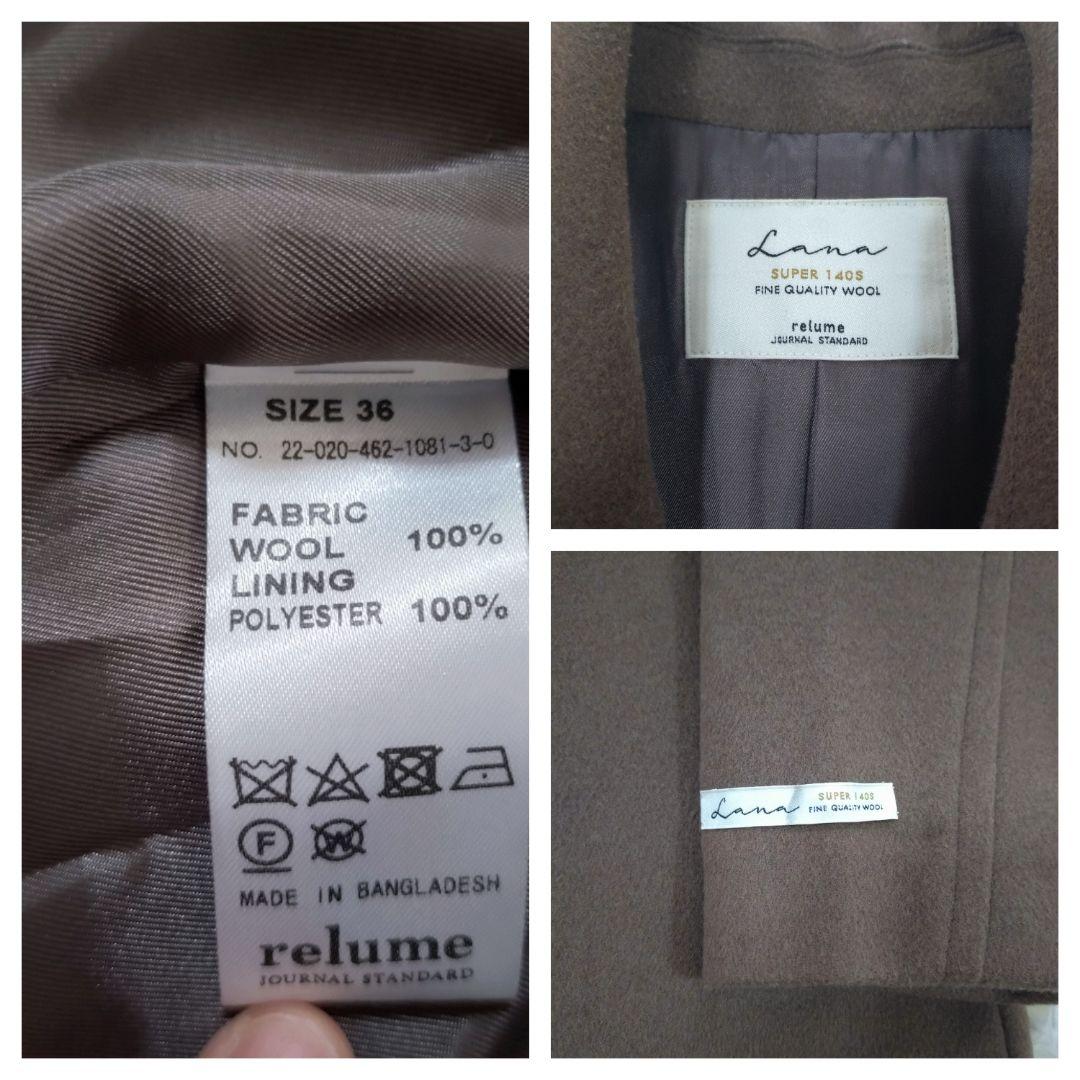 SIZE 36
NO. 22-020-462-1081-3-0
FABRIC
WOOL 100%
LINING
POLYESTER 100%
F W
MADE IN BANGLADESH
relume
JOURNAL STANDARD
Lana
SUPER 140S
FINE QUALITY WOOL
relume
JOURNAL STANDARD
Lana SUPER 140S
FINE QUALITY WOOL